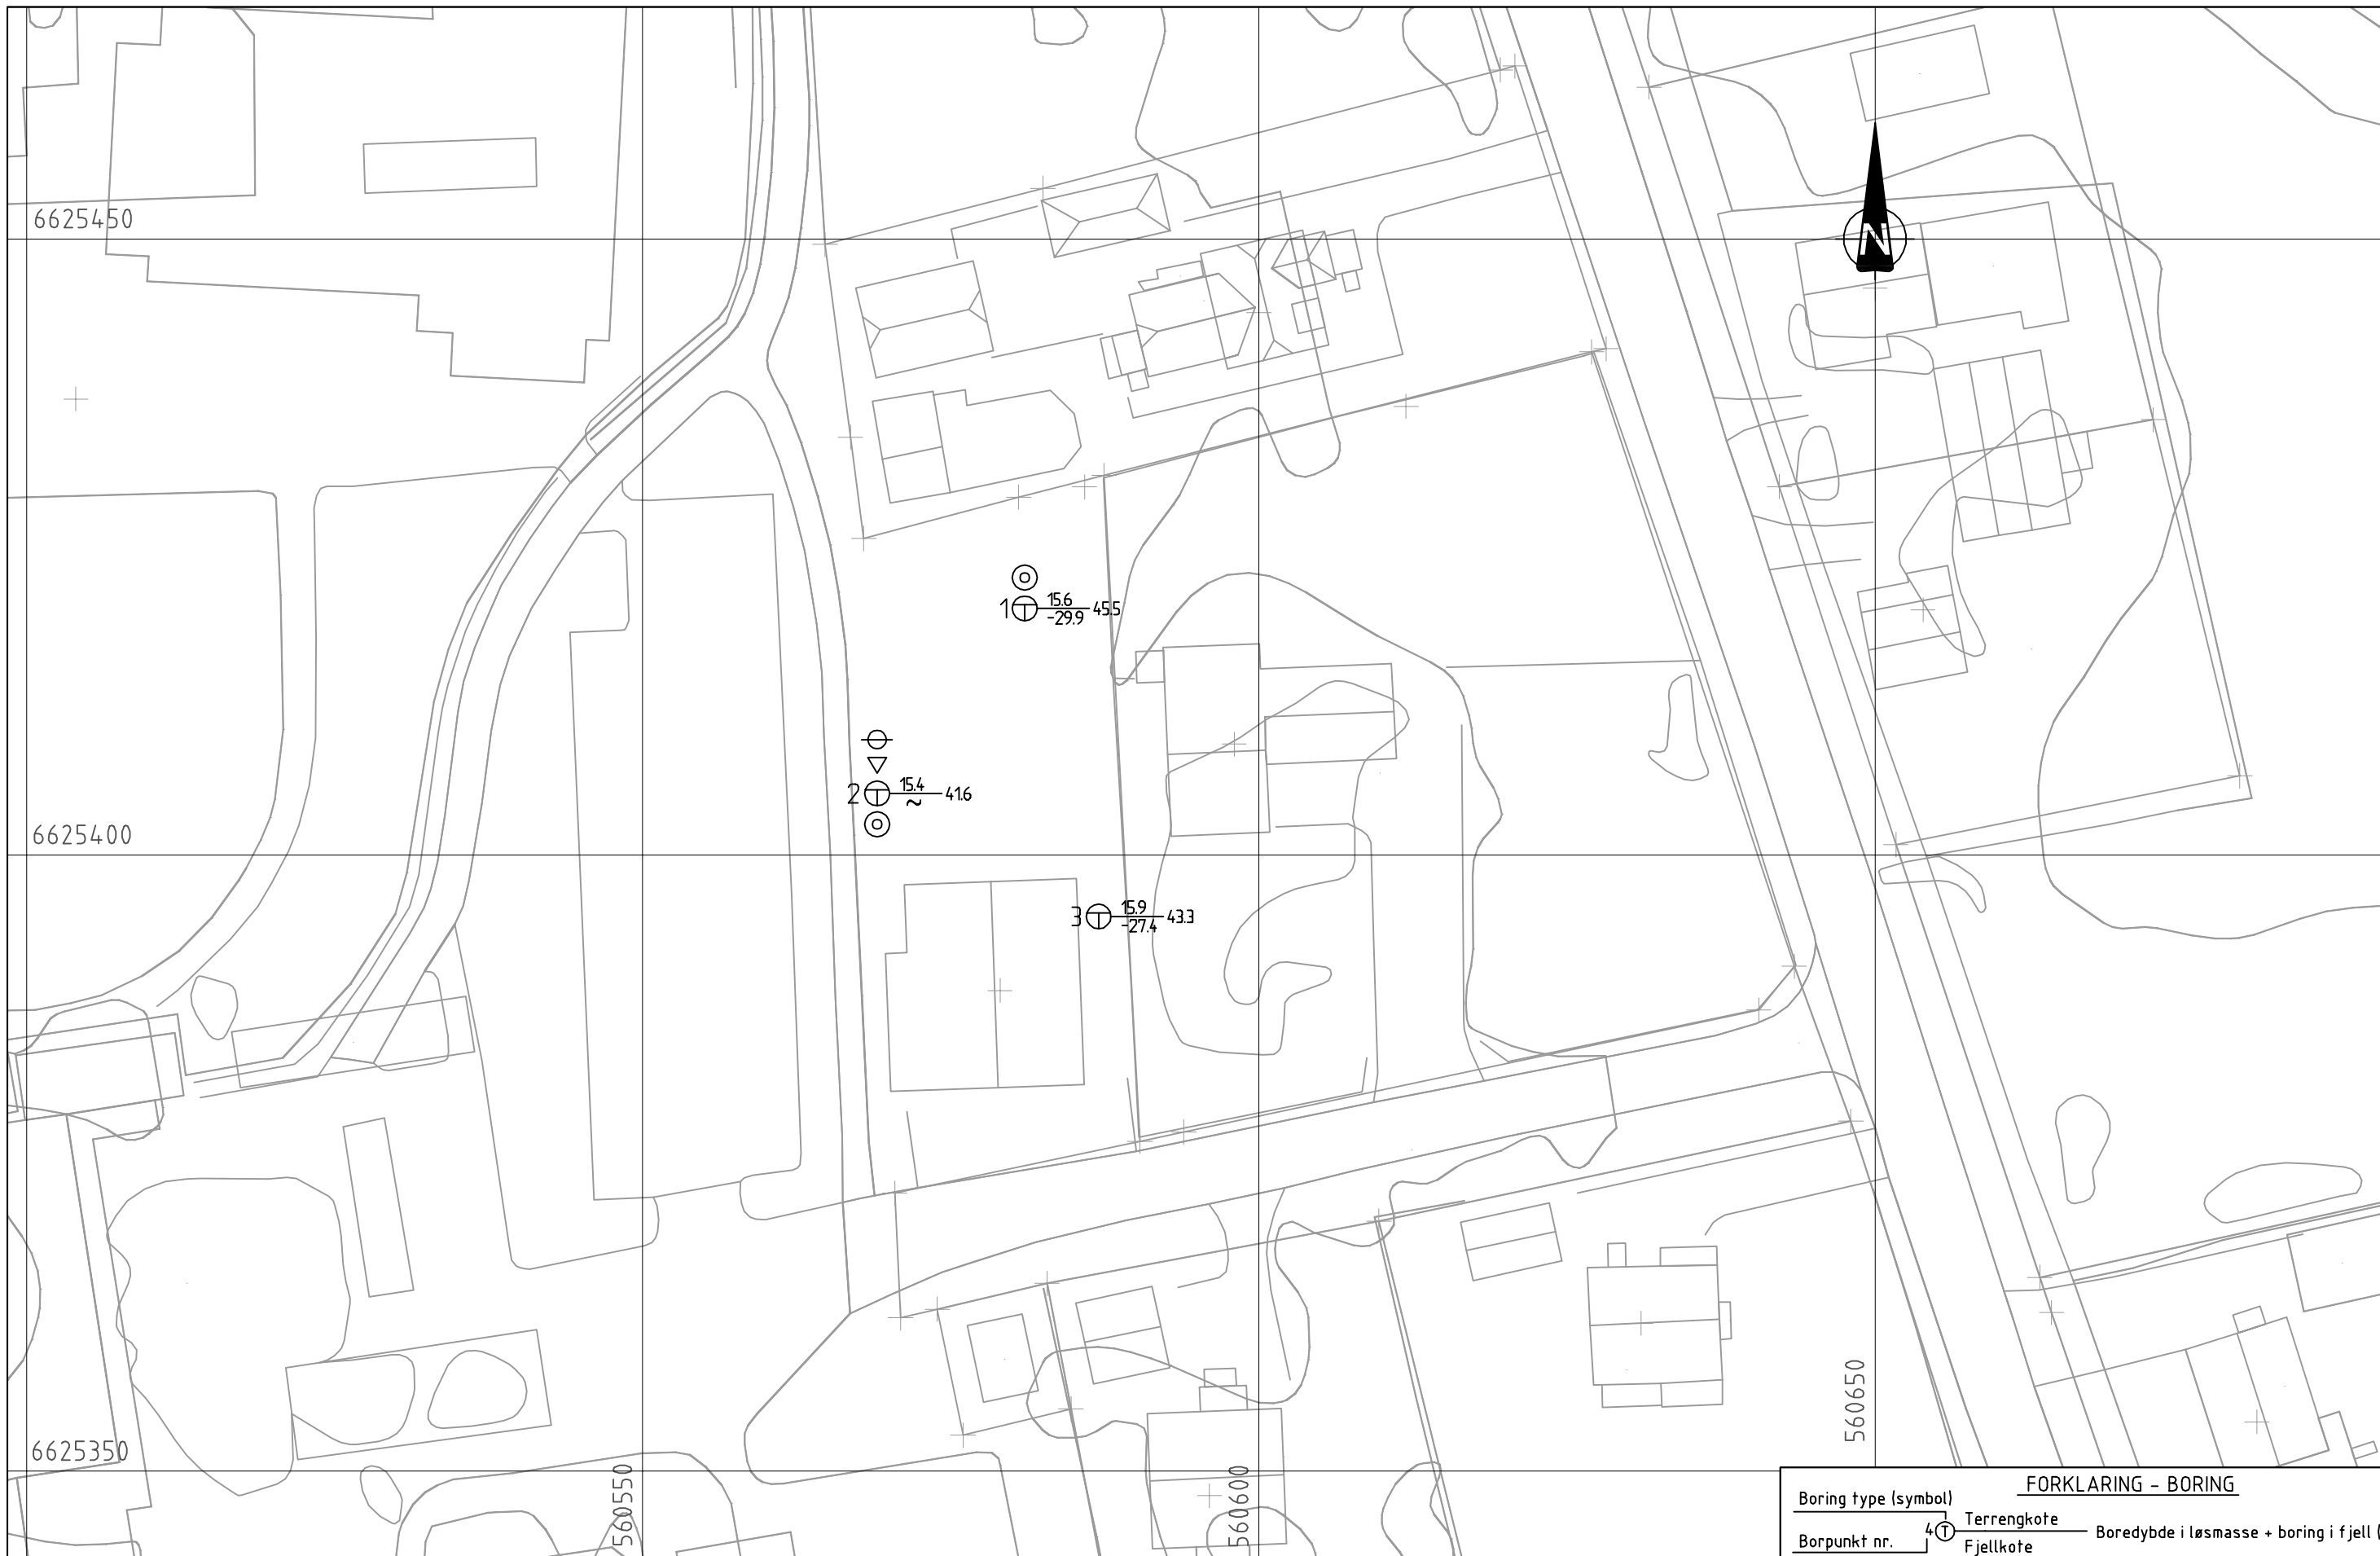 6625450
N
1 15.6 45.5
-29.9
2 15.4 41.6
~
6625400
3 15.9 43.3
-27.4
560650
6625350
560550
560600
FORKLARING - BORING
Boring type (symbol)
Terrengkote
4 T Boredybde i løsmasse + boring i fjell (
Borpunkt nr.
Fjellkote